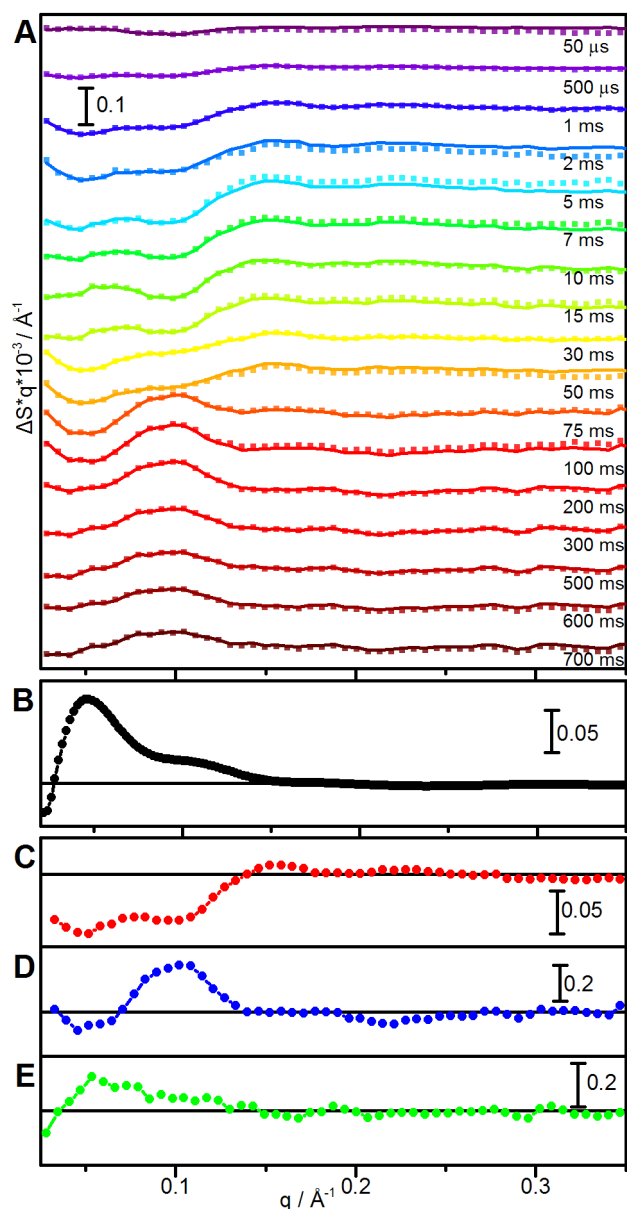 A
50 µs
500 µs
0.1
1 ms
2 ms
5 ms
7 ms
10 ms
15 ms
30 ms
50 ms
75 ms
100 ms
200 ms
300 ms
500 ms
600 ms
700 ms
ΔS*q*10⁻³ / Å⁻¹
B
0.05
C
0.05
D
0.2
E
0.2
0.1 0.2 0.3
q / Å⁻¹